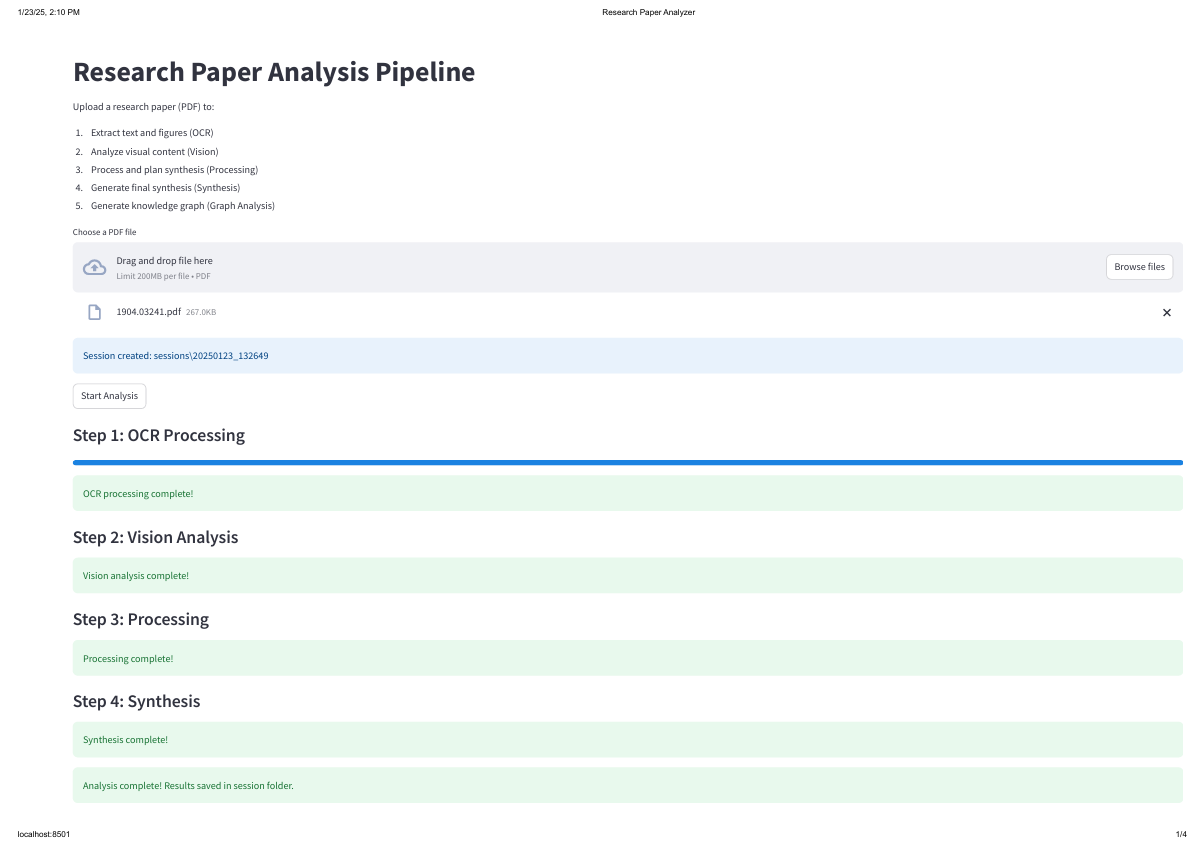 1/23/25, 2:10 PM Research Paper Analyzer
Research Paper Analysis Pipeline
Upload a research paper (PDF) to:
1. Extract text and figures (OCR)
2. Analyze visual content (Vision)
3. Process and plan synthesis (Processing)
4. Generate final synthesis (Synthesis)
5. Generate knowledge graph (Graph Analysis)
Choose a PDF file
Drag and drop file here
Limit 200MB per file • PDF
Browse files
1904.03241.pdf 267.0KB
Session created: sessions\20250123_132649
Start Analysis
Step 1: OCR Processing
OCR processing complete!
Step 2: Vision Analysis
Vision analysis complete!
Step 3: Processing
Processing complete!
Step 4: Synthesis
Synthesis complete!
Analysis complete! Results saved in session folder.
localhost:8501 1/4